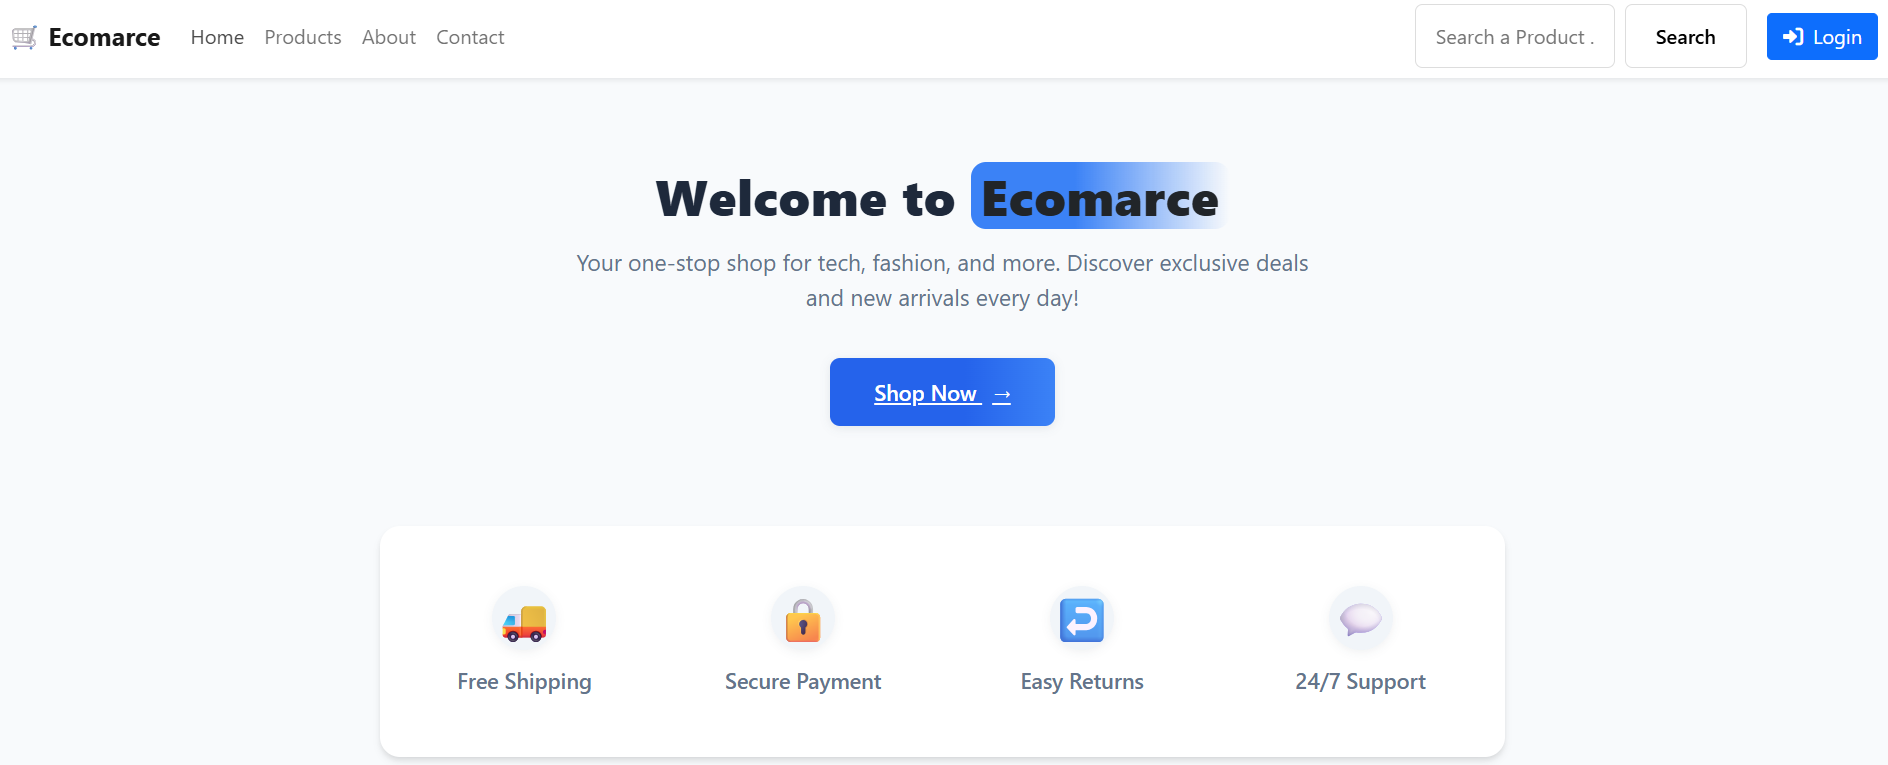 Ecomarce Home Products About Contact Search a Product . Search Login
Welcome to Ecomarce
Your one-stop shop for tech, fashion, and more. Discover exclusive deals
and new arrivals every day!
Shop Now →
Free Shipping Secure Payment Easy Returns 24/7 Support